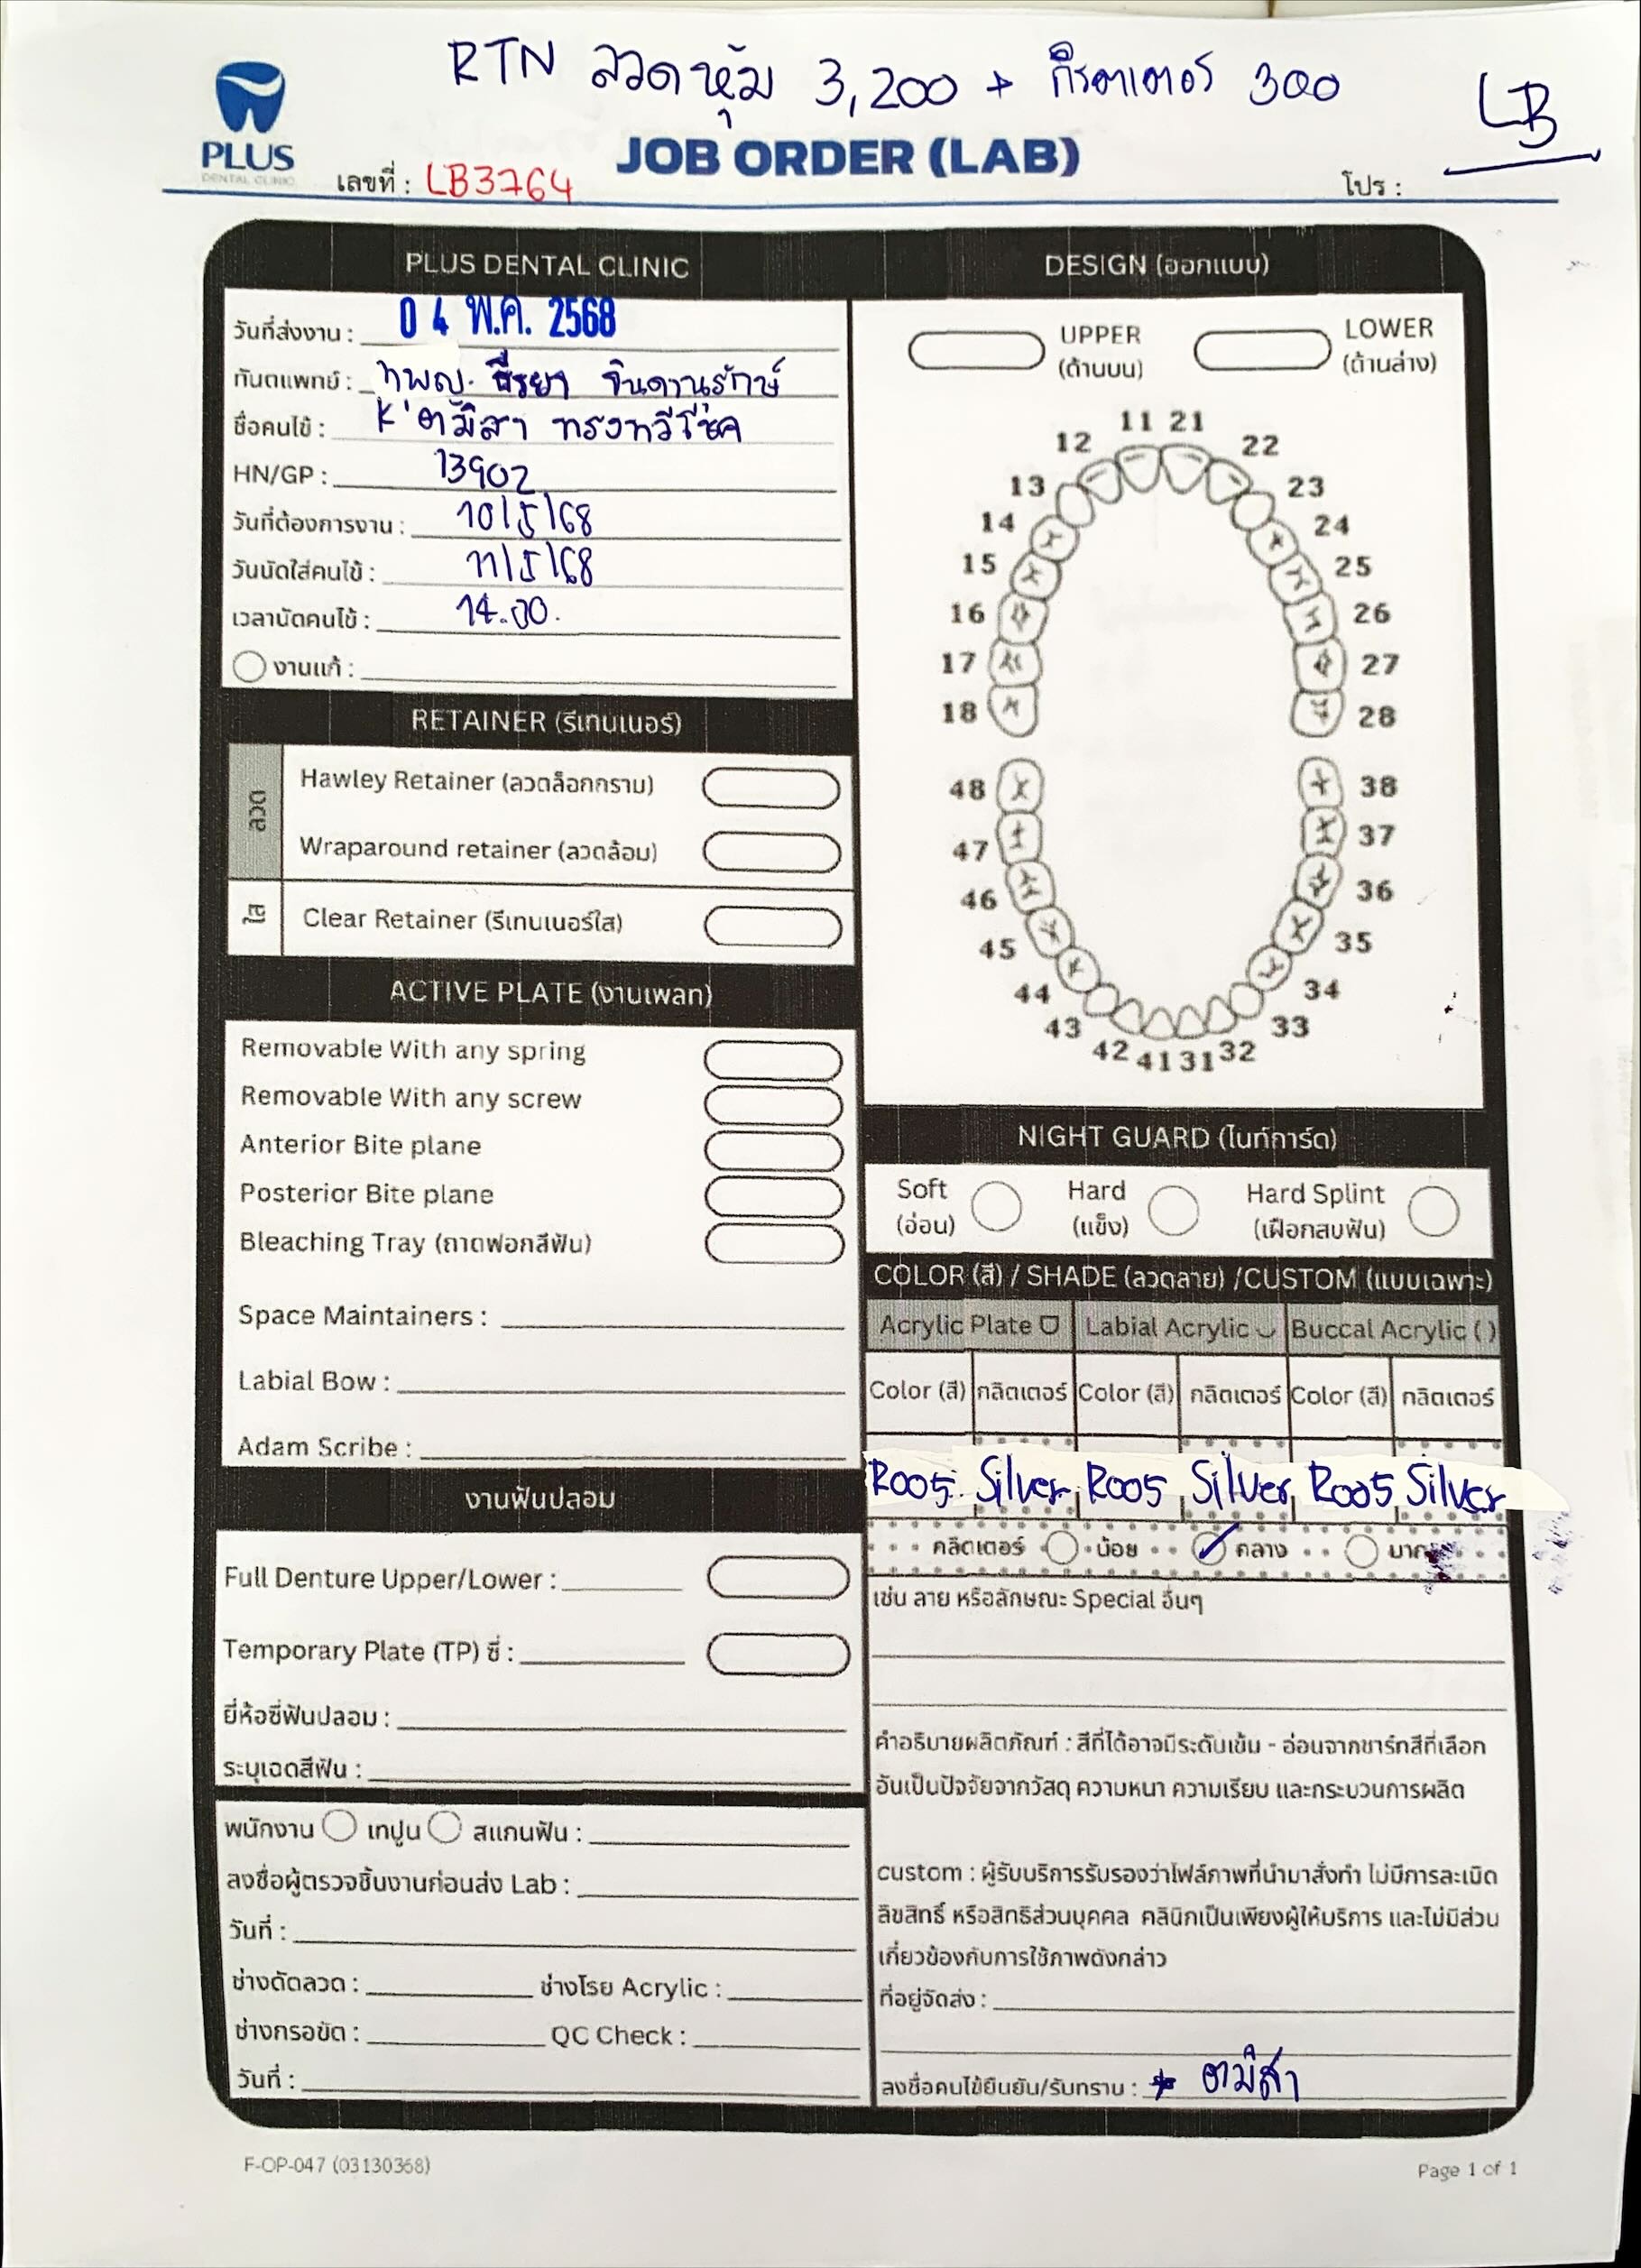 RTN ลวดหุ้ม 3,200 + 300
LB
PLUS
DENTAL CLINIC
เลขที่ : LB3764
JOB ORDER (LAB)
โปร :
PLUS DENTAL CLINIC
วันที่ส่งงาน : 0 4 พ.ค. 2568
ทันตแพทย์ : ทพญ. ธีรยา จินดานุรักษ์
ชื่อคนไข้ : K'ตมิสา ทรงทวีโชค
HN/GP : 13902
วันที่ต้องการงาน : 10/5/68
วันนัดใส่คนไข้ : 11/5/68
เวลานัดคนไข้ : 14.00.
งานแก้ :
RETAINER (รีเทนเนอร์)
ลวด
Hawley Retainer (ลวดล็อกกราม)
Wraparound retainer (ลวดล้อม)
ใส
Clear Retainer (รีเทนเนอร์ใส)
ACTIVE PLATE (งานเพลท)
Removable With any spring
Removable With any screw
Anterior Bite plane
Posterior Bite plane
Bleaching Tray (ถาดฟอกสีฟัน)
Space Maintainers :
Labial Bow :
Adam Scribe :
งานฟันปลอม
Full Denture Upper/Lower :
Temporary Plate (TP) ซี่ :
ยี่ห้อซี่ฟันปลอม :
ระบุเฉดสีฟัน :
พนักงาน เทปูน สแกนฟัน :
ลงชื่อผู้ตรวจชิ้นงานก่อนส่ง Lab :
วันที่ :
ช่างดัดลวด : ช่างโรย Acrylic :
ช่างกรอขัด : QC Check :
วันที่ :
DESIGN (ออกแบบ)
UPPER LOWER
(ด้านบน) (ด้านล่าง)
11 21
12 22
13 23
14 24
15 25
16 26
17 27
18 28
48 38
47 37
46 36
45 35
44 34
43 33
42 41 31 32
NIGHT GUARD (ไนท์การ์ด)
Soft Hard Hard Splint
(อ่อน) (แข็ง) (เฝือกสบฟัน)
COLOR (สี) / SHADE (ลวดลาย) /CUSTOM (แบบเฉพาะ)
Acrylic Plate Labial Acrylic Buccal Acrylic ( )
Color (สี) กลิตเตอร์ Color (สี) กลิตเตอร์ Color (สี) กลิตเตอร์
R005 Silver R005 Silver R005 Silver
กลิตเตอร์ น้อย กลาง มาก
เช่น ลาย หรือลักษณะ Special อื่นๆ
คำอธิบายผลิตภัณฑ์ : สีที่ได้อาจมีระดับเข้ม - อ่อนจากชาร์ทสีที่เลือก
อันเป็นปัจจัยจากวัสดุ ความหนา ความเรียบ และกระบวนการผลิต
custom : ผู้รับบริการรับรองว่าไฟล์ภาพที่นำมาสั่งทำ ไม่มีการละเมิด
ลิขสิทธิ์ หรือสิทธิส่วนบุคคล คลินิกเป็นเพียงผู้ให้บริการ และไม่มีส่วน
เกี่ยวข้องกับการใช้ภาพดังกล่าว
ที่อยู่จัดส่ง :
ลงชื่อคนไข้ยืนยัน/รับทราบ : * ตมิสา
F-OP-047 (03130368)
Page 1 of 1